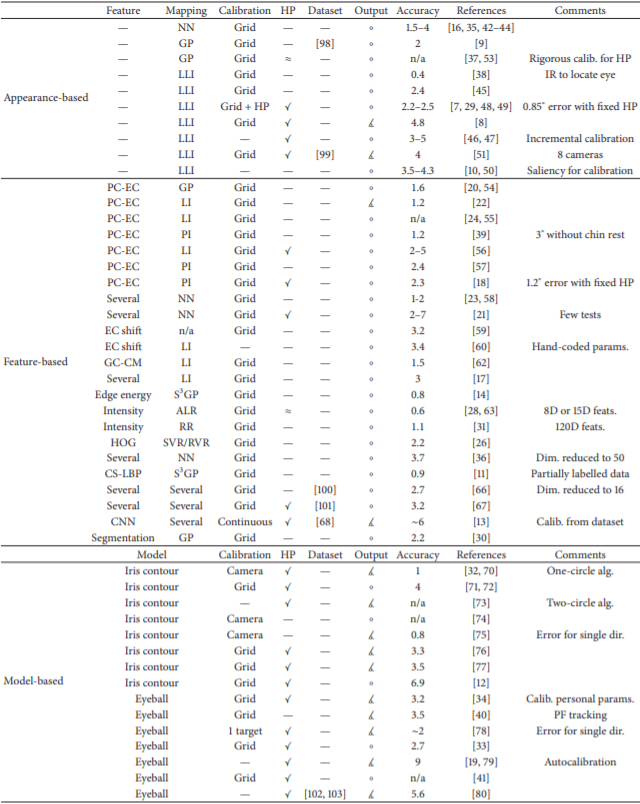 Feature Mapping Calibration HP Dataset Output Accuracy References Comments
Appearance-based
— NN Grid — — ∘ 1.5–4 [16, 35, 42–44]
— GP Grid — [98] ∘ 2 [9]
— GP Grid ≈ — ∘ n/a [37, 53] Rigorous calib. for HP
— LLI Grid — — ∘ 0.4 [38] IR to locate eye
— LLI Grid — — ∘ 2.4 [45]
— LLI Grid + HP ✓ — ∘ 2.2–2.5 [7, 29, 48, 49] 0.85° error with fixed HP
— LLI Grid ✓ — ∡ 4.8 [8]
— LLI — ✓ — ∘ 3–5 [46, 47] Incremental calibration
— LLI Grid ✓ [99] ∡ 4 [51] 8 cameras
— LLI — — — ∘ 3.5–4.3 [10, 50] Saliency for calibration
Feature-based
PC-EC GP Grid — — ∘ 1.6 [20, 54]
PC-EC LI Grid — — ∡ 1.2 [22]
PC-EC LI Grid — — ∘ n/a [24, 55]
PC-EC PI Grid — — ∘ 1.2 [39] 3° without chin rest
PC-EC LI Grid ✓ — ∘ 2–5 [56]
PC-EC PI Grid — — ∘ 2.4 [57]
PC-EC PI Grid ✓ — ∘ 2.3 [18] 1.2° error with fixed HP
Several NN Grid — — ∘ 1-2 [23, 58]
Several NN Grid ✓ — ∘ 2–7 [21] Few tests
EC shift n/a Grid — — ∘ 3.2 [59]
EC shift LI — — — ∘ 3.4 [60] Hand-coded params.
GC-CM LI Grid — — ∘ 1.5 [62]
Several LI Grid — — ∘ 3 [17]
Edge energy S³GP Grid — — ∘ 0.8 [14]
Intensity ALR Grid ≈ — ∘ 0.6 [28, 63] 8D or 15D feats.
Intensity RR Grid — — ∘ 1.1 [31] 120D feats.
HOG SVR/RVR Grid — — ∘ 2.2 [26]
Several NN Grid — — ∘ 3.7 [36] Dim. reduced to 50
CS-LBP S³GP Grid — — ∘ 0.9 [11] Partially labelled data
Several Several Grid — [100] ∘ 2.7 [66] Dim. reduced to 16
Several Several Grid ✓ [101] ∘ 3.2 [67]
CNN Several Continuous ✓ [68] ∡ ~6 [13] Calib. from dataset
Segmentation GP Grid — — ∘ 2.2 [30]
Model Calibration HP Dataset Output Accuracy References Comments
Model-based
Iris contour Camera ✓ — ∡ 1 [32, 70] One-circle alg.
Iris contour Grid ✓ — ∘ 4 [71, 72]
Iris contour — ✓ — ∡ n/a [73] Two-circle alg.
Iris contour Camera — — ∘ n/a [74]
Iris contour Camera — — ∡ 0.8 [75] Error for single dir.
Iris contour Grid ✓ — ∡ 3.3 [76]
Iris contour Grid ✓ — ∡ 3.5 [77]
Iris contour Grid ✓ — ∘ 6.9 [12]
Eyeball Grid ✓ — ∡ 3.2 [34] Calib. personal params.
Eyeball Grid — — ∡ 3.5 [40] PF tracking
Eyeball 1 target ✓ — ∡ ~2 [78] Error for single dir.
Eyeball Grid ✓ — ∘ 2.7 [33]
Eyeball — ✓ — ∡ 9 [19, 79] Autocalibration
Eyeball Grid ✓ — ∘ n/a [41]
Eyeball — ✓ [102, 103] ∡ 5.6 [80]